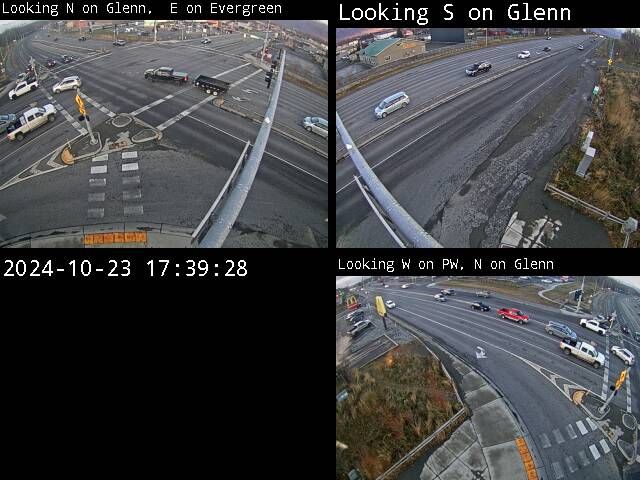 Looking N on Glenn, E on Evergreen
Looking S on Glenn
2024-10-23 17:39:28
Looking W on PW, N on Glenn